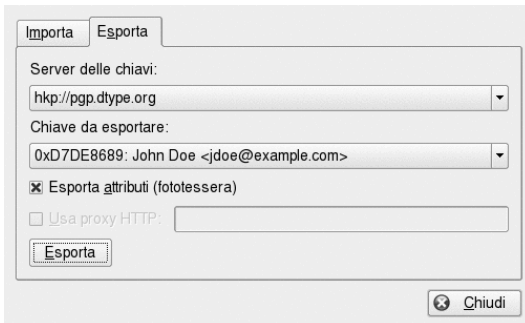 Importa Esporta
Server delle chiavi:
hkp://pgp.dtype.org
Chiave da esportare:
0xD7DE8689: John Doe <jdoe@example.com>
Esporta attributi (fototessera)
Usa proxy HTTP:
Esporta
Chiudi